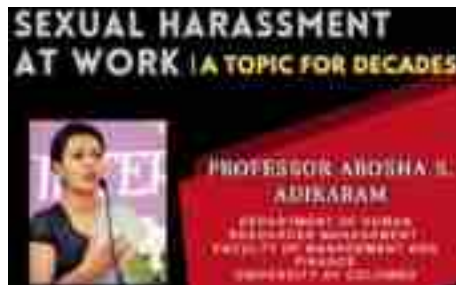 SEXUAL HARASSMENT
AT WORK | A TOPIC FOR DECADES
PROFESSOR AROSHA S.
ADIKARAM
DEPARTMENT OF HUMAN
RESOURCES MANAGEMENT
FACULTY OF MANAGEMENT AND
FINANCE
UNIVERSITY OF COLOMBO